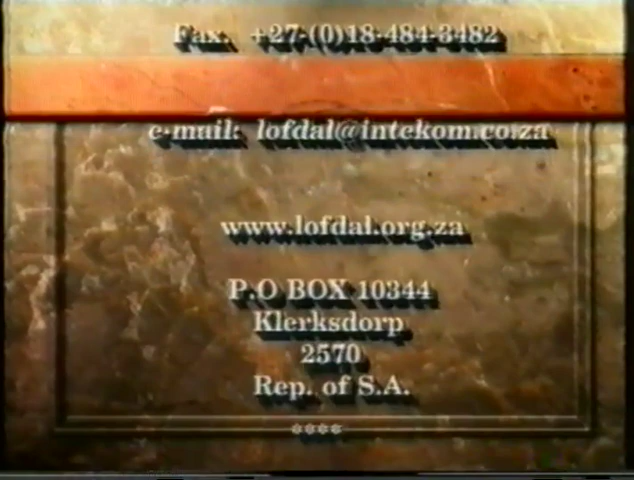 Fax. +27-(0)18-484-3482
e-mail: lofdal@intekom.co.za
www.lofdal.org.za
P.O BOX 10344
Klerksdorp
2570
Rep. of S.A.
****